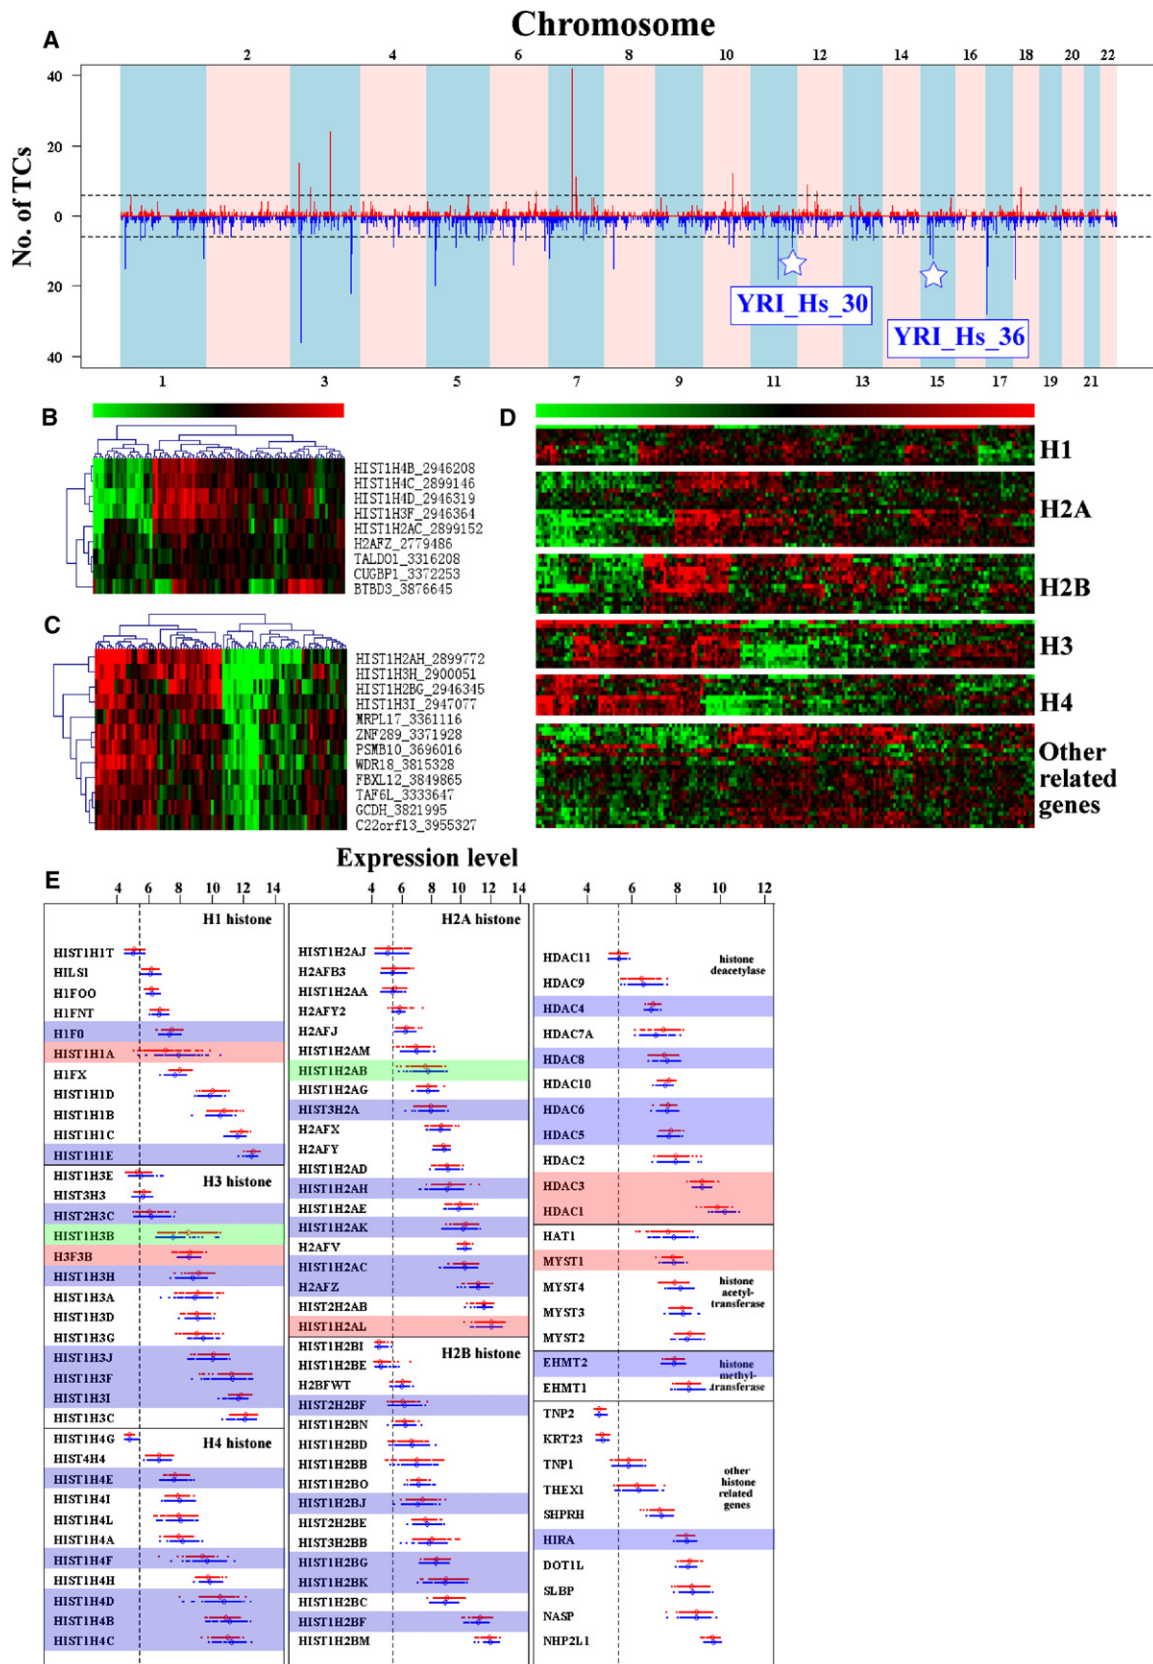 Chromosome
A
2 4 6 8 10 12 14 16 18 20 22
No. of TCs
40
20
0
20
40
YRI_Hs_30
YRI_Hs_36
1 3 5 7 9 11 13 15 17 19 21
B
HIST1H4B_2946208
HIST1H4C_2899146
HIST1H4D_2946319
HIST1H3F_2946364
HIST1H2AC_2899152
H2AFZ_2779486
TALDO1_3316208
CUGBP1_3372253
BTBD3_3876645
C
HIST1H2AH_2899772
HIST1H3H_2900051
HIST1H2BG_2946345
HIST1H3I_2947077
MRPL17_3361116
ZNF289_3371928
PSMB10_3696016
WDR18_3815328
FBXL12_3849865
TAF6L_3333647
GCDH_3821995
C22orf13_3955327
D
H1
H2A
H2B
H3
H4
Other
related
genes
E
Expression level
4 6 8 10 12 14
H1 histone
HIST1H1T
HILS1
H1FOO
H1FNT
H1F0
HIST1H1A
H1FX
HIST1H1D
HIST1H1B
HIST1H1C
HIST1H1E
H3 histone
HIST1H3E
HIST3H3
HIST2H3C
HIST1H3B
H3F3B
HIST1H3H
HIST1H3A
HIST1H3D
HIST1H3G
HIST1H3J
HIST1H3F
HIST1H3I
HIST1H3C
H4 histone
HIST1H4G
HIST4H4
HIST1H4E
HIST1H4I
HIST1H4L
HIST1H4A
HIST1H4F
HIST1H4H
HIST1H4D
HIST1H4B
HIST1H4C
4 6 8 10 12 14
H2A histone
HIST1H2AJ
H2AFB3
HIST1H2AA
H2AFY2
H2AFJ
HIST1H2AM
HIST1H2AB
HIST1H2AG
HIST3H2A
H2AFX
H2AFY
HIST1H2AD
HIST1H2AH
HIST1H2AE
HIST1H2AK
H2AFV
HIST1H2AC
H2AFZ
HIST2H2AB
HIST1H2AL
H2B histone
HIST1H2BI
HIST1H2BE
H2BFWT
HIST2H2BF
HIST1H2BN
HIST1H2BD
HIST1H2BB
HIST1H2BO
HIST1H2BJ
HIST2H2BE
HIST3H2BB
HIST1H2BG
HIST1H2BK
HIST1H2BC
HIST1H2BF
HIST1H2BM
4 6 8 10 12
histone
deacetylase
HDAC11
HDAC9
HDAC4
HDAC7A
HDAC8
HDAC10
HDAC6
HDAC5
HDAC2
HDAC3
HDAC1
histone
acetyl-
transferase
HAT1
MYST1
MYST4
MYST3
MYST2
histone
methyl-
transferase
EHMT2
EHMT1
other
histone
related
genes
TNP2
KRT23
TNP1
THEX1
SHPRH
HIRA
DOT1L
SLBP
NASP
NHP2L1